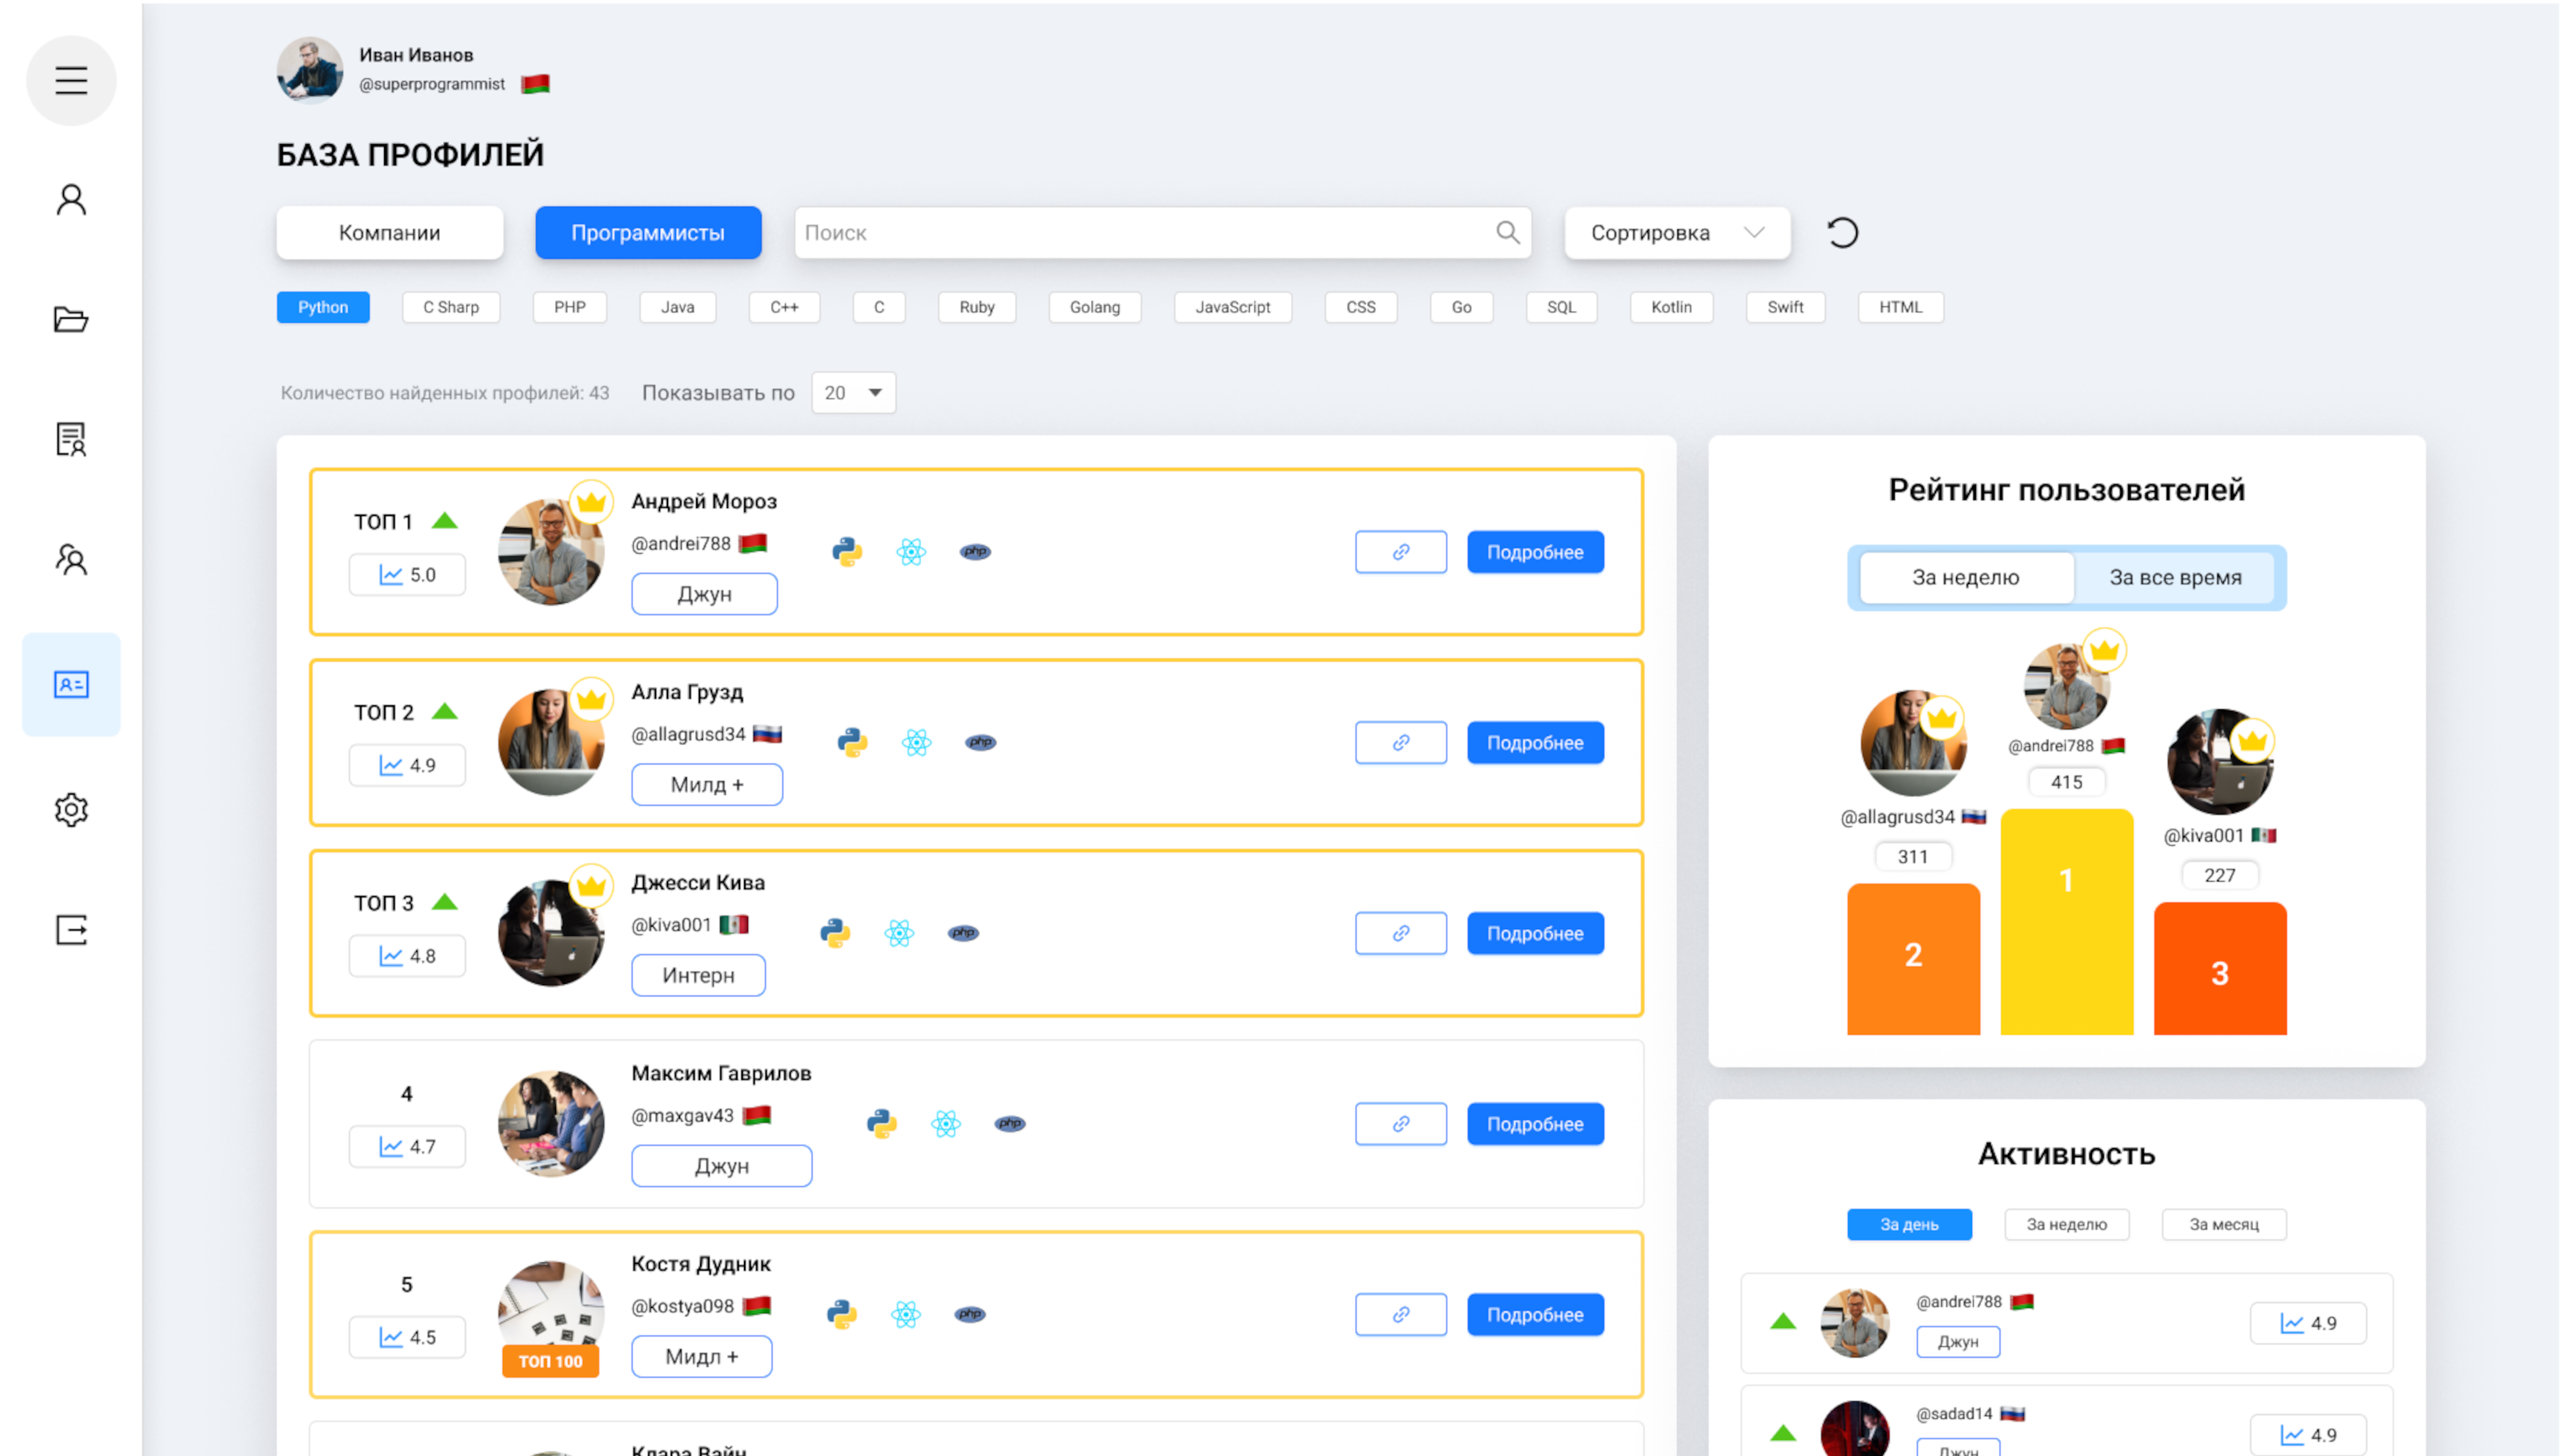 Иван Иванов
@superprogrammist
БАЗА ПРОФИЛЕЙ
Компании
Программисты
Поиск
Сортировка
Python
C Sharp
PHP
Java
C++
C
Ruby
Golang
JavaScript
CSS
Go
SQL
Kotlin
Swift
HTML
Количество найденных профилей: 43
Показывать по
20
ТОП 1
5.0
Андрей Мороз
@andrei788
Джун
php
Подробнее
ТОП 2
4.9
Алла Грузд
@allagrusd34
Милд +
php
Подробнее
ТОП 3
4.8
Джесси Кива
@kiva001
Интерн
php
Подробнее
4
4.7
Максим Гаврилов
@maxgav43
Джун
php
Подробнее
5
4.5
ТОП 100
Костя Дудник
@kostya098
Мидл +
php
Подробнее
Клара Вайн
Рейтинг пользователей
За неделю
За все время
@andrei788
415
@allagrusd34
311
@kiva001
227
1
2
3
Активность
За день
За неделю
За месяц
@andrei788
Джун
4.9
@sadad14
Джун
4.9